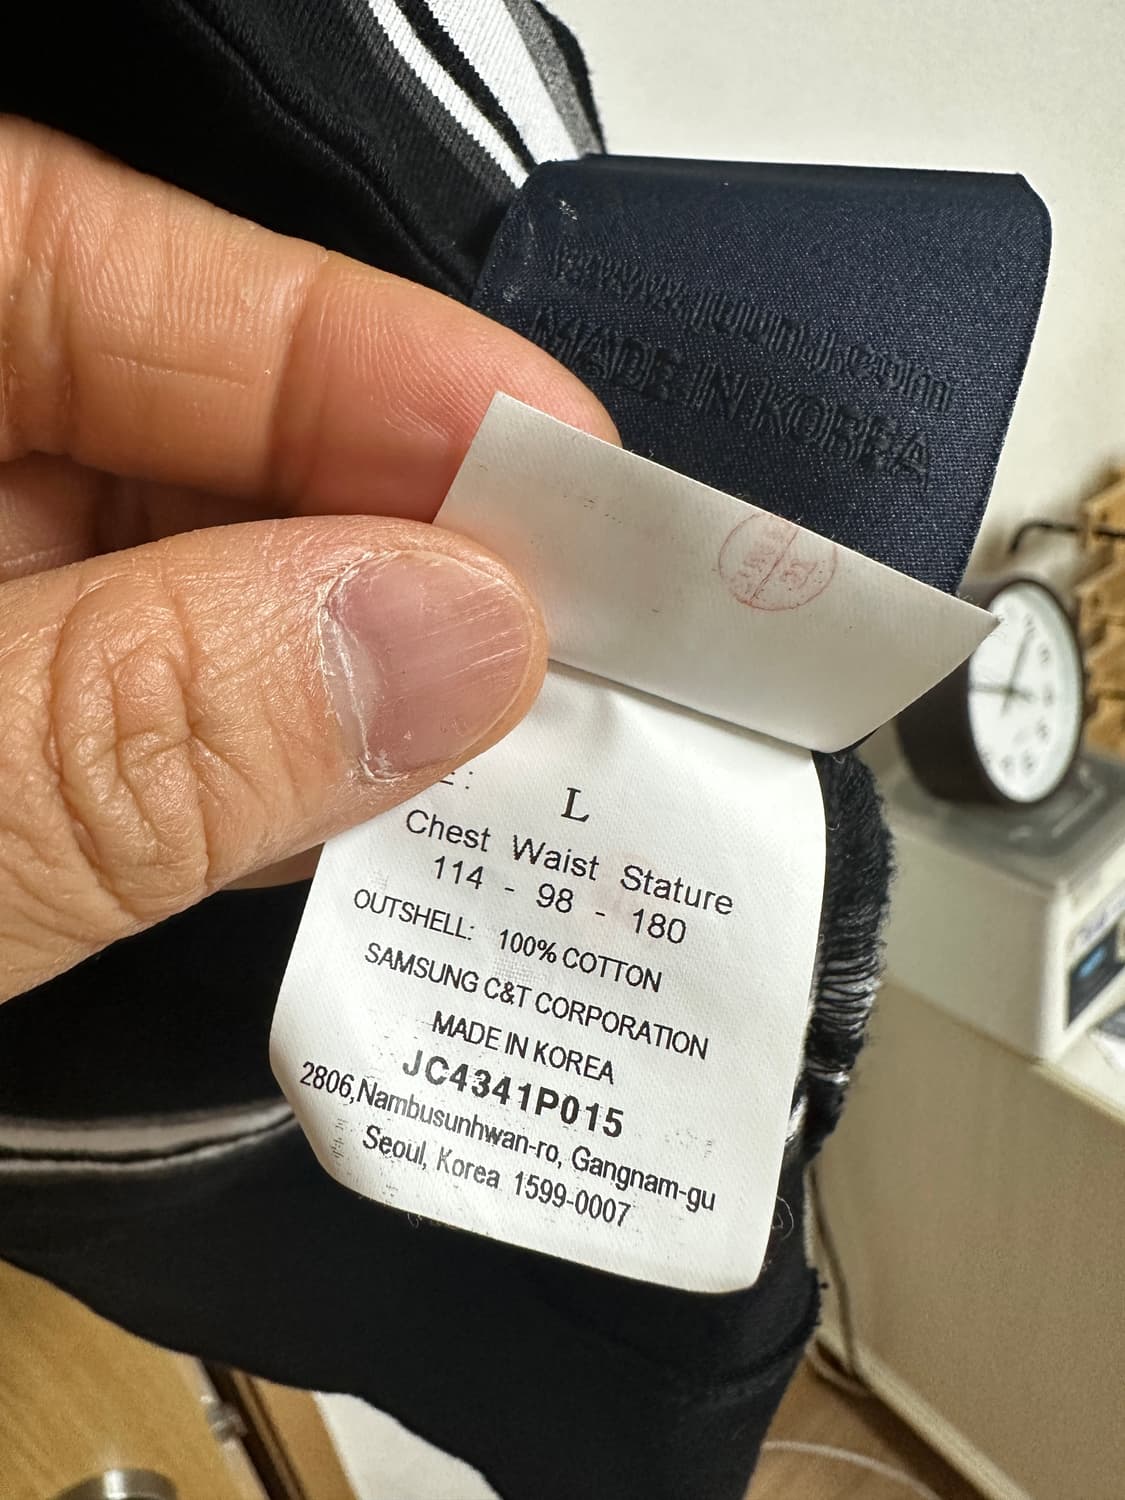 MADE IN KOREA
L
Chest Waist Stature
114 - 98 - 180
OUTSHELL: 100% COTTON
SAMSUNG C&T CORPORATION
MADE IN KOREA
JC4341P015
2806,Nambusunhwan-ro, Gangnam-gu
Seoul, Korea 1599-0007